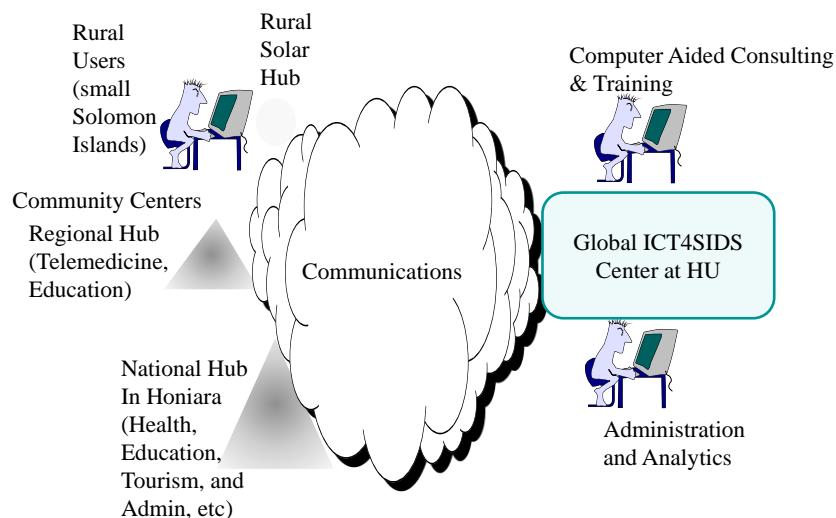 Rural
Users
(small
Solomon
Islands)
Rural
Solar
Hub
Computer Aided Consulting
& Training
Community Centers
Regional Hub
(Telemedicine,
Education)
Communications
Global ICT4SIDS
Center at HU
National Hub
In Honiara
(Health,
Education,
Tourism, and
Admin, etc)
Administration
and Analytics